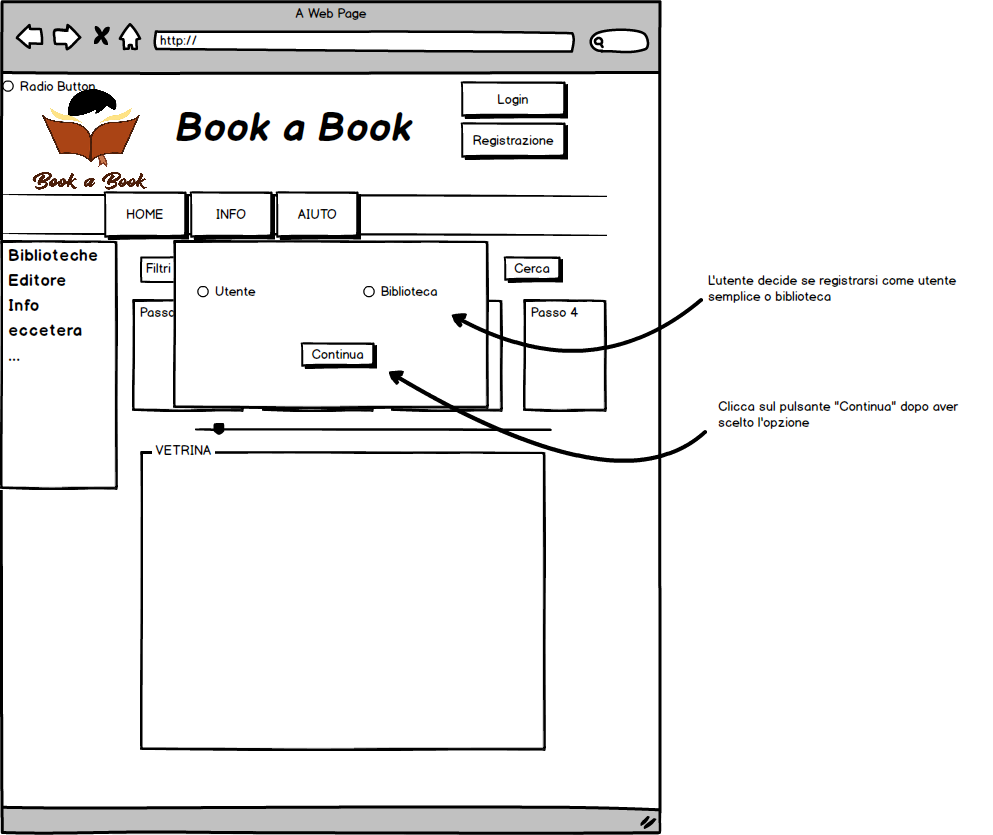 A Web Page
http://
Radio Button
Book a Book
Book a Book
Login
Registrazione
HOME
INFO
AIUTO
Biblioteche
Editore
Info
eccetera
...
Filtri
Cerca
Utente
Biblioteca
Continua
Passo
Passo 4
VETRINA
L'utente decide se registrarsi come utente
semplice o biblioteca
Clicca sul pulsante "Continua" dopo aver
scelto l'opzione